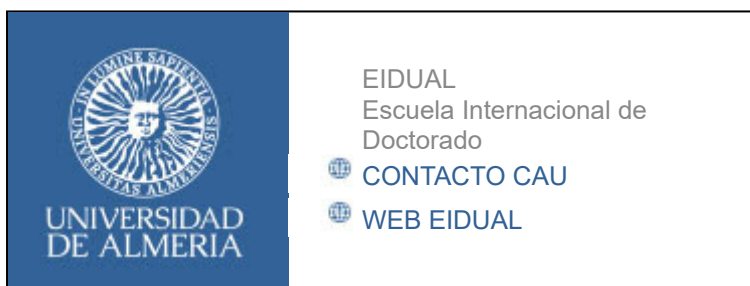 IN LUMINE SAPIENTIA
UNIVERSITAS ALMERIENSIS
UNIVERSIDAD
DE ALMERIA
EIDUAL
Escuela Internacional de
Doctorado
CONTACTO CAU
WEB EIDUAL